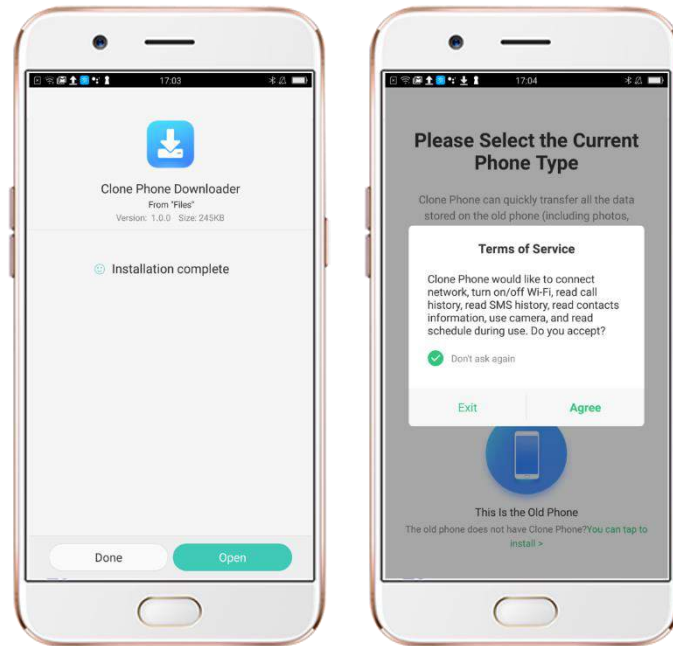 17:03
Clone Phone Downloader
From "Files"
Version: 1.0.0 Size: 245KB
Installation complete
Done
Open
17:04
Please Select the Current
Phone Type
Clone Phone can quickly transfer all the data
stored on the old phone (including photos,
Terms of Service
Clone Phone would like to connect
network, turn on/off Wi-Fi, read call
history, read SMS history, read contacts
information, use camera, and read
schedule during use. Do you accept?
Don't ask again
Exit
Agree
This Is the Old Phone
The old phone does not have Clone Phone?You can tap to
install >